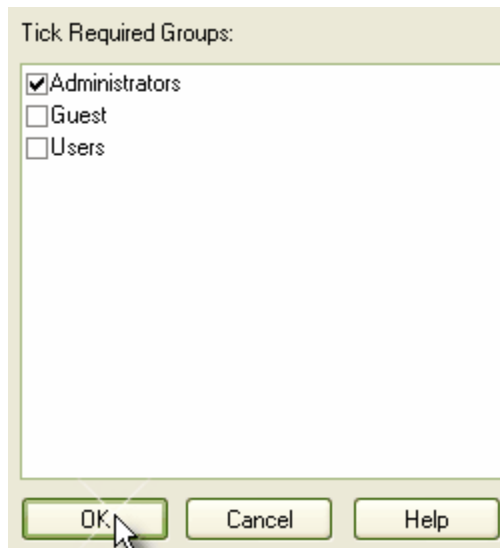 Tick Required Groups:
Administrators
Guest
Users
OK Cancel Help